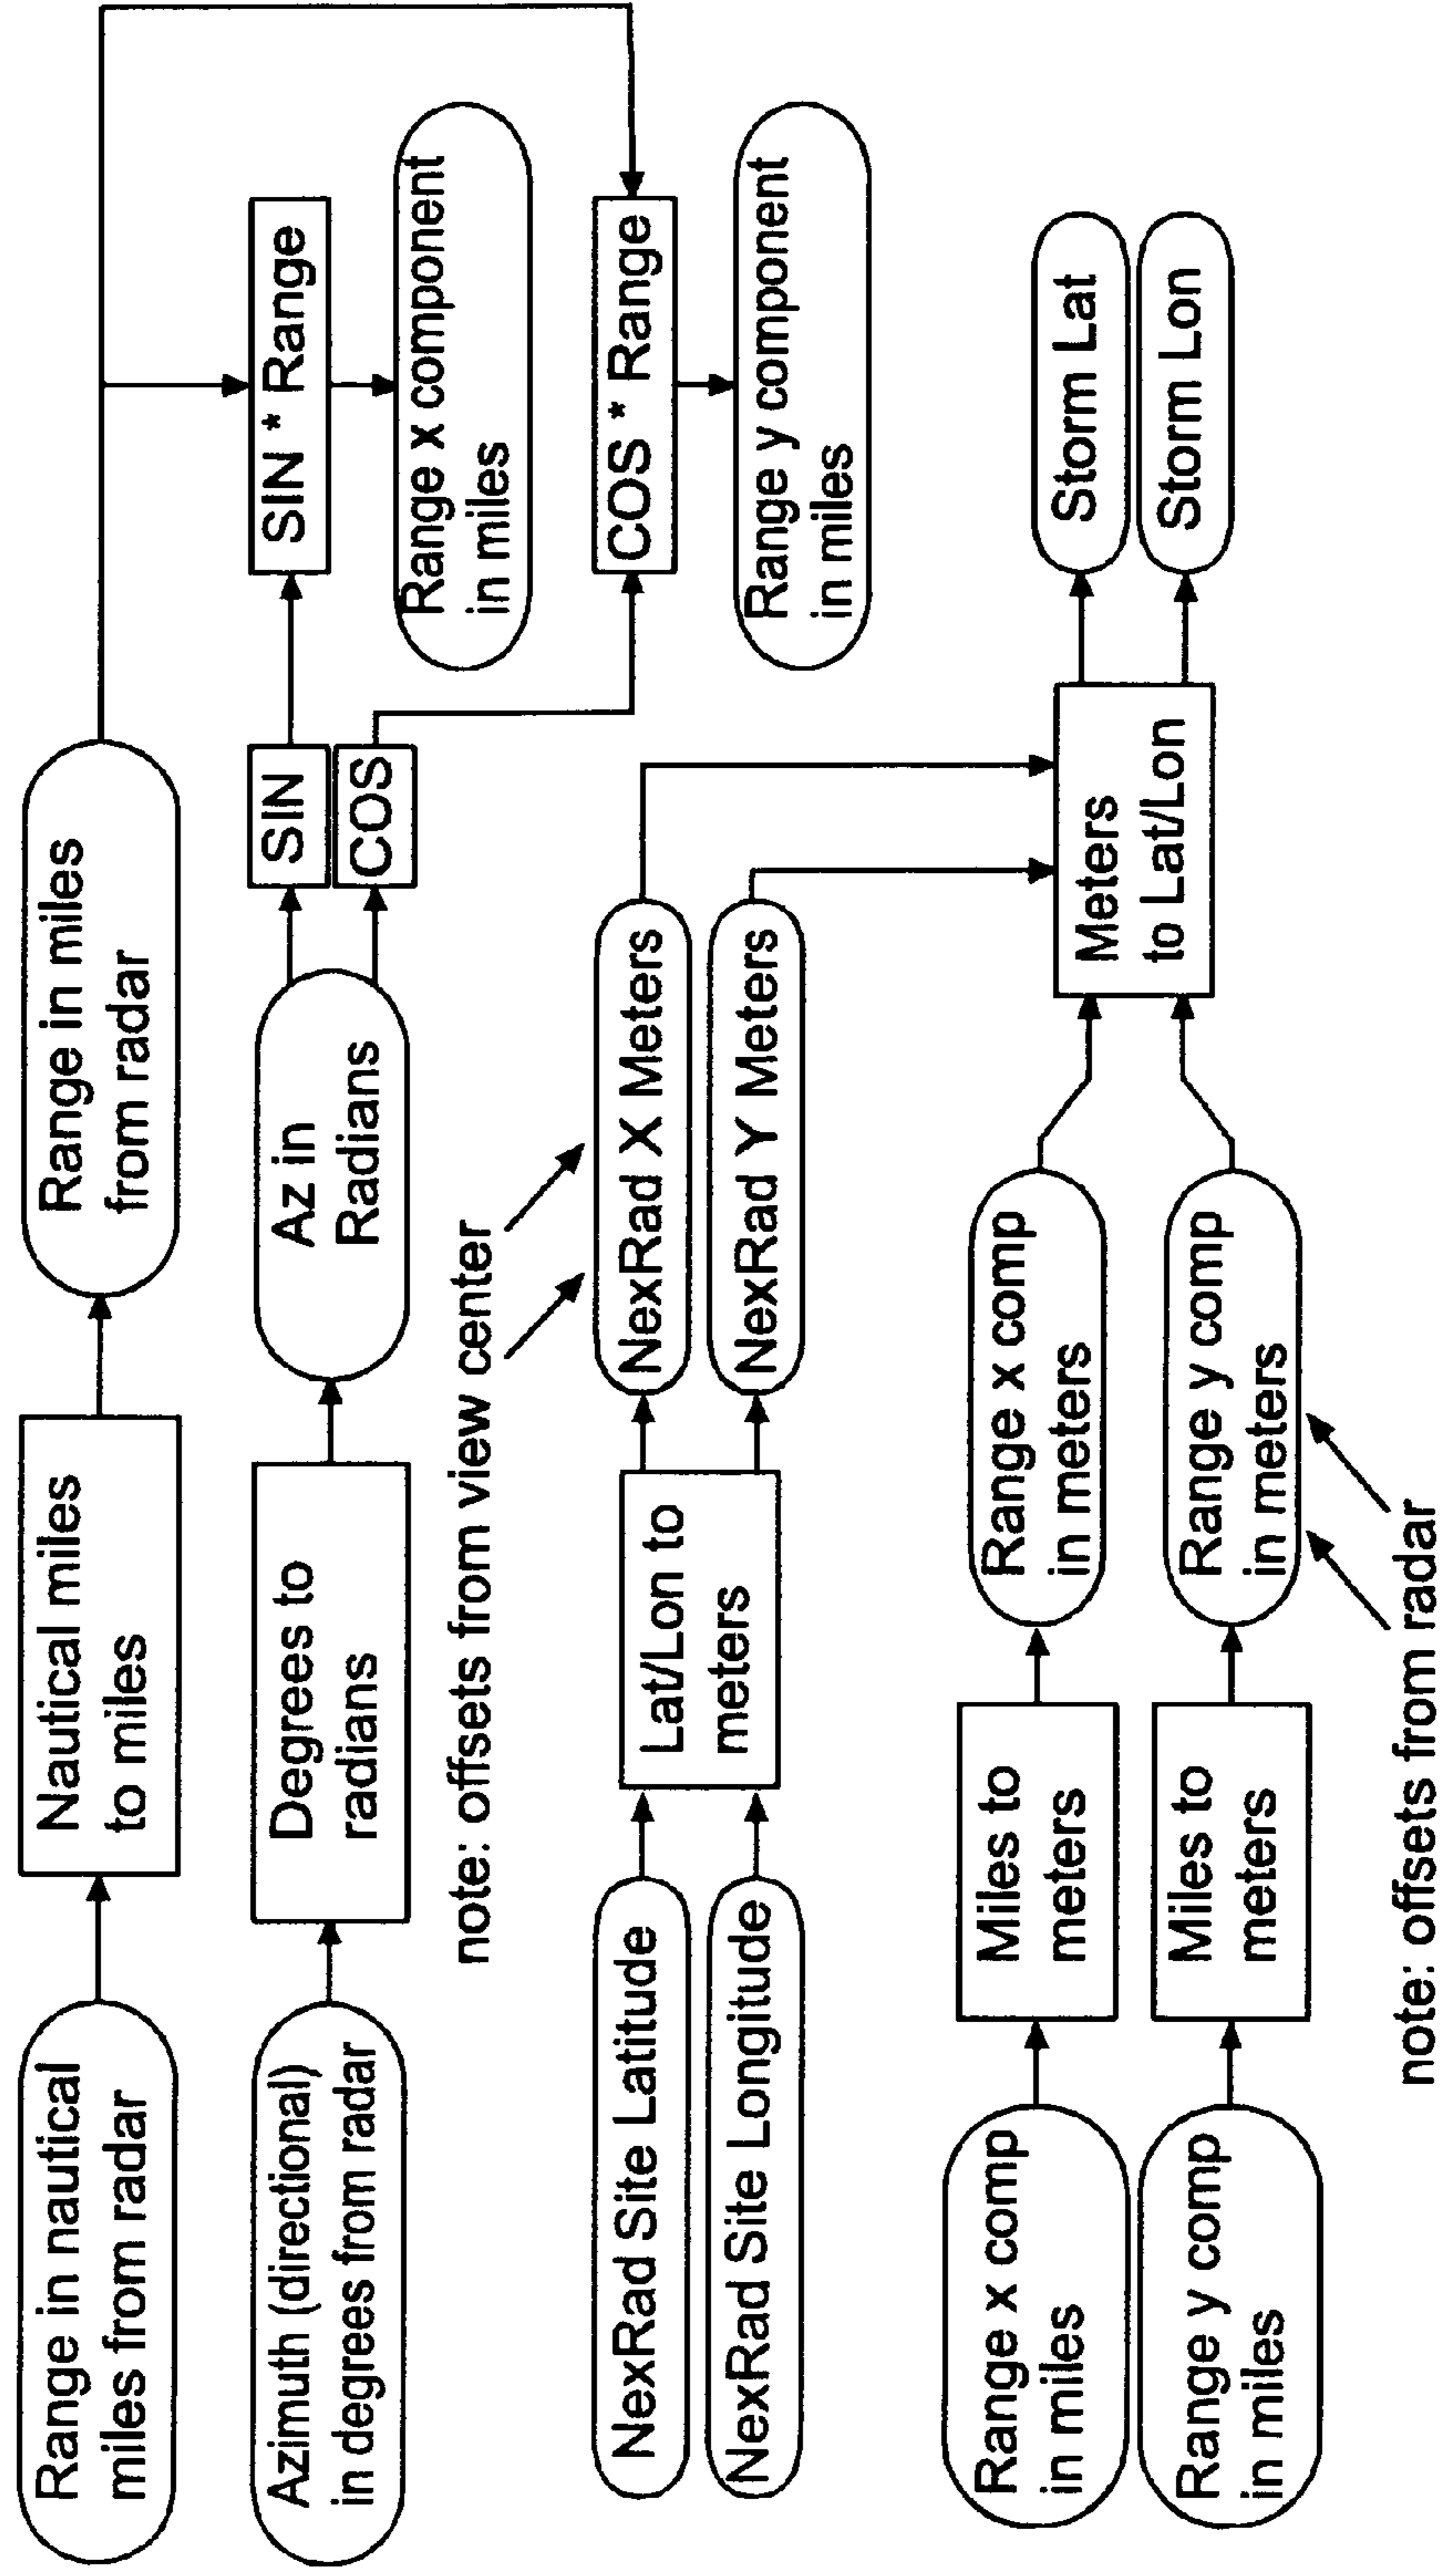 Range in nautical
miles from radar
Nautical miles
to miles
Range in miles
from radar
Azimuth (directional)
in degrees from radar
Degrees to
radians
Az in
Radians
SIN
COS
SIN * Range
Range x component
in miles
COS * Range
Range y component
in miles
note: offsets from view center
NexRad Site Latitude
NexRad Site Longitude
Lat/Lon to
meters
NexRad X Meters
NexRad Y Meters
Range x comp
in miles
Range y comp
in miles
Miles to
meters
Miles to
meters
Range x comp
in meters
Range y comp
in meters
Meters
to Lat/Lon
Storm Lat
Storm Lon
note: offsets from radar